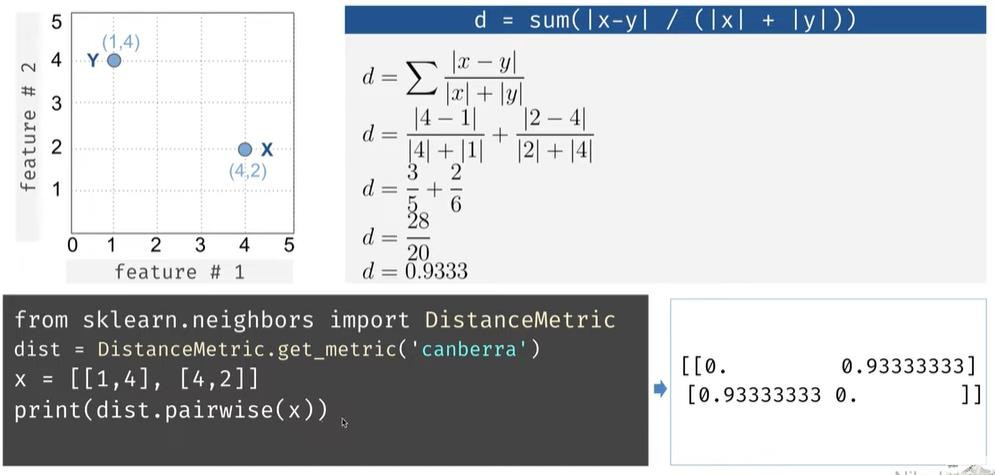 5
4
3
2
1
0 1 2 3 4 5
feature # 2
feature # 1
(1,4)
Y
X
(4,2)
d = sum(|x-y| / (|x| + |y|))
d = ∑ |x − y| / |x| + |y|
d = |4 − 1| / |4| + |1| + |2 − 4| / |2| + |4|
d = 3/5 + 2/6
d = 28/20
d = 0.9333
from sklearn.neighbors import DistanceMetric
dist = DistanceMetric.get_metric('canberra')
x = [[1,4], [4,2]]
print(dist.pairwise(x))
[[0. 0.93333333]
[0.93333333 0. ]]